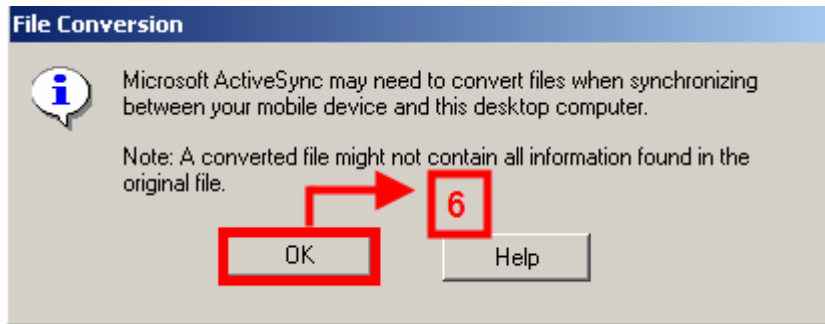 File Conversion
Microsoft ActiveSync may need to convert files when synchronizing
between your mobile device and this desktop computer.
Note: A converted file might not contain all information found in the
original file.
6
OK
Help